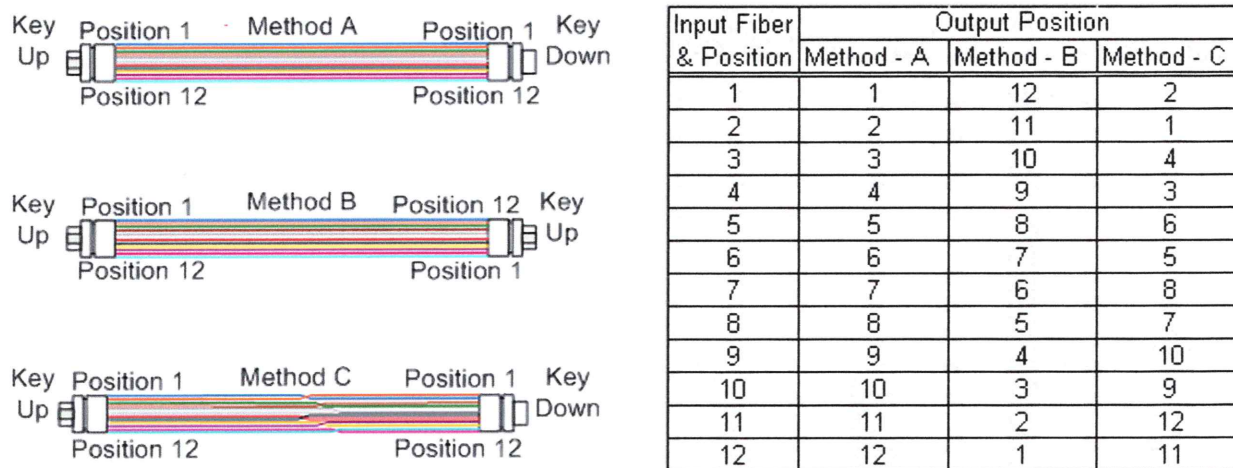 Key Position 1 Method A Position 1 Key
Up Down
Position 12 Position 12
Key Position 1 Method B Position 12 Key
Up Up
Position 12 Position 1
Key Position 1 Method C Position 1 Key
Up Down
Position 12 Position 12
Input Fiber Output Position
& Position Method - A Method - B Method - C
1 1 12 2
2 2 11 1
3 3 10 4
4 4 9 3
5 5 8 6
6 6 7 5
7 7 6 8
8 8 5 7
9 9 4 10
10 10 3 9
11 11 2 12
12 12 1 11